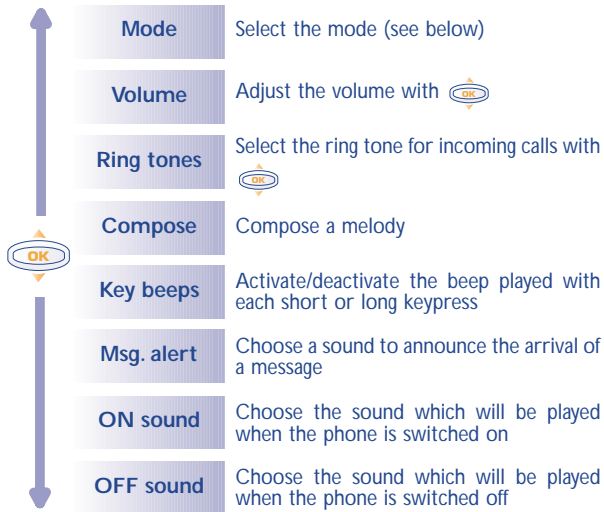 Mode
Select the mode (see below)
Volume
Adjust the volume with OK
Ring tones
Select the ring tone for incoming calls with
OK
Compose
Compose a melody
OK
Key beeps
Activate/deactivate the beep played with
each short or long keypress
Msg. alert
Choose a sound to announce the arrival of
a message
ON sound
Choose the sound which will be played
when the phone is switched on
OFF sound
Choose the sound which will be played
when the phone is switched off